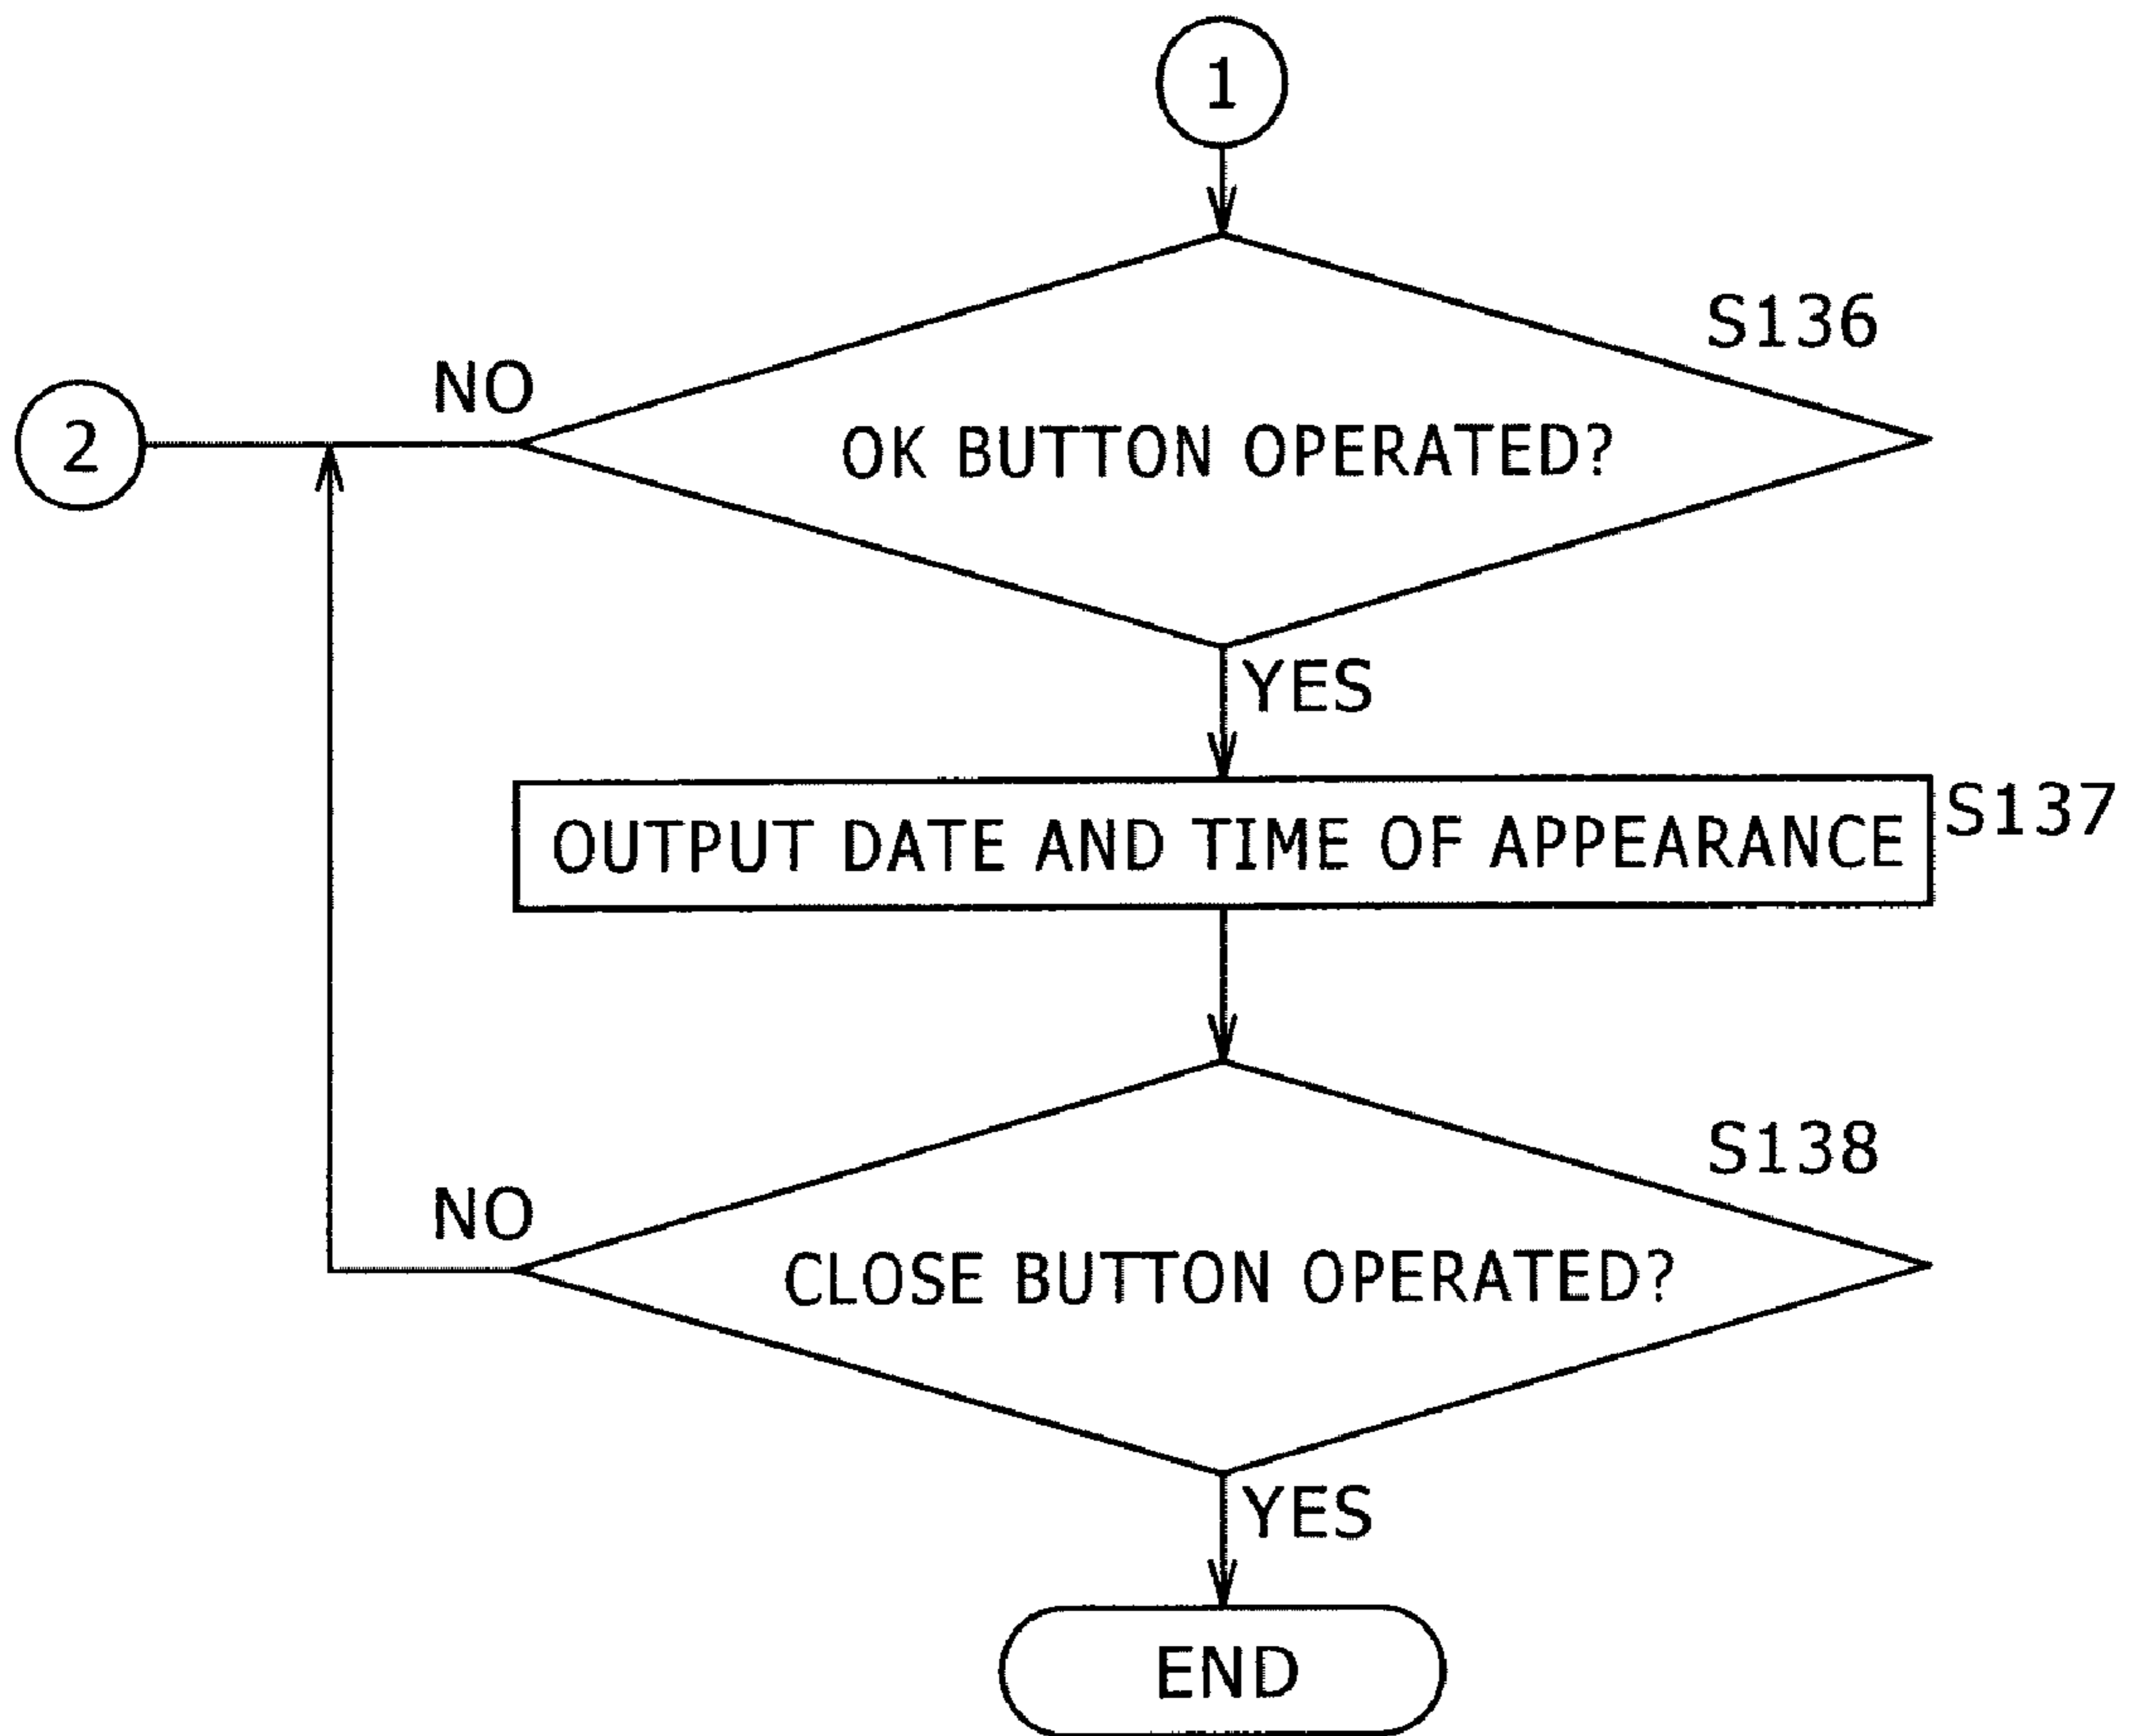 1
S136
NO
2
OK BUTTON OPERATED?
YES
S137
OUTPUT DATE AND TIME OF APPEARANCE
S138
NO
CLOSE BUTTON OPERATED?
YES
END